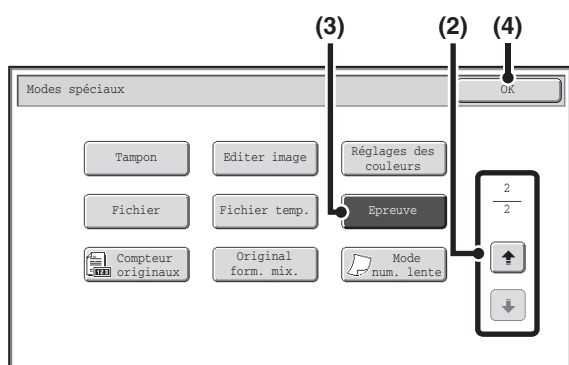 (3) (2) (4)
Modes spéciaux OK
Tampon Editer image Réglages des
couleurs
2
Fichier Fichier temp. Epreuve
2
Compteur
originaux
Original
form. mix.
Mode
num. lente